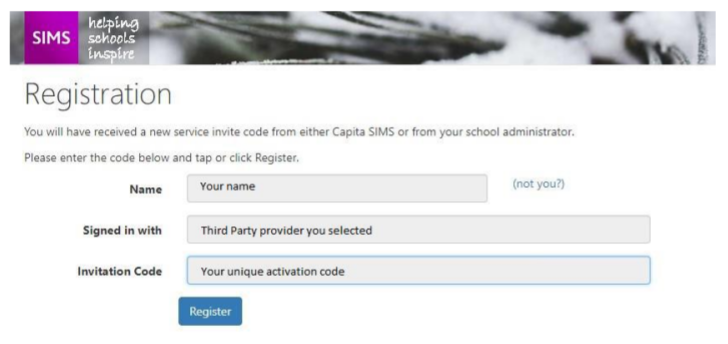 SIMS
helping
schools
inspire
Registration
You will have received a new service invite code from either Capita SIMS or from your school administrator.
Please enter the code below and tap or click Register.
Name Your name (not you?)
Signed in with Third Party provider you selected
Invitation Code Your unique activation code
Register